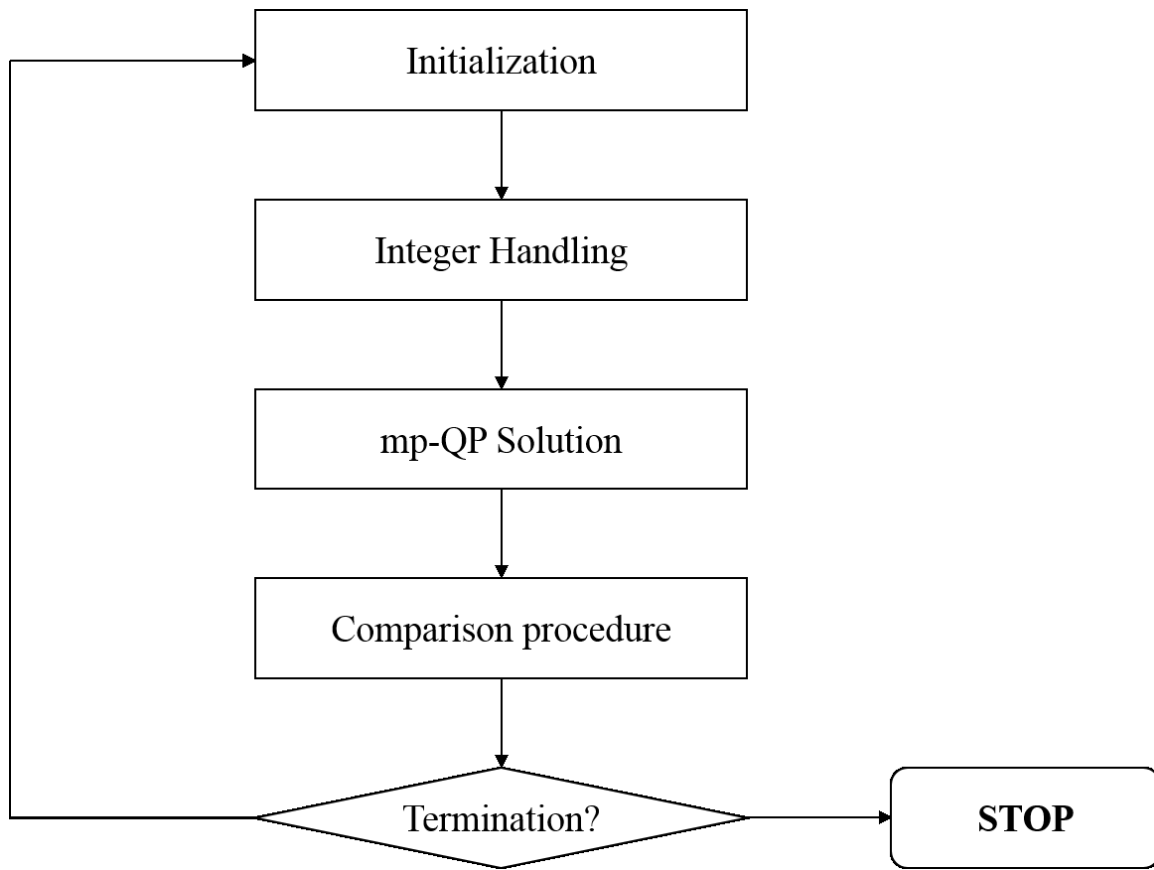 Initialization
Integer Handling
mp-QP Solution
Comparison procedure
Termination?
STOP